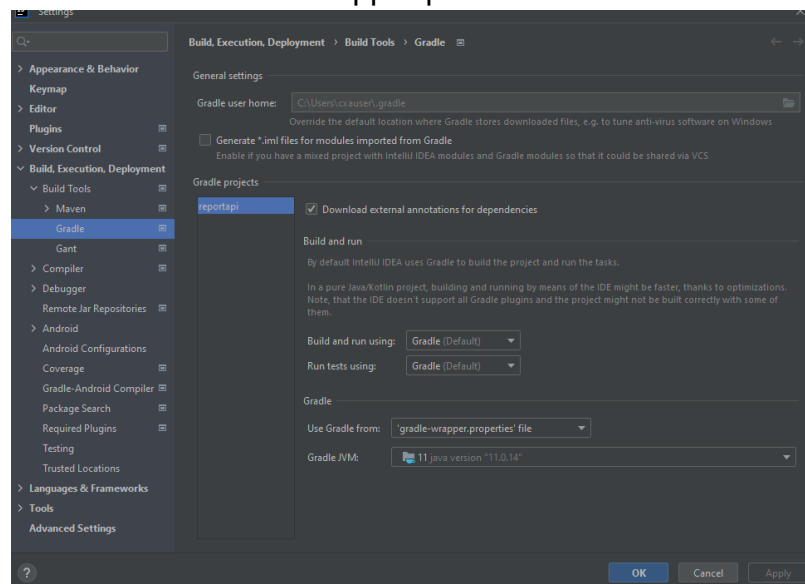 Settings
Build, Execution, Deployment > Build Tools > Gradle
> Appearance & Behavior
Keymap
> Editor
Plugins
> Version Control
Build, Execution, Deployment
Build Tools
> Maven
Gradle
Gant
> Compiler
> Debugger
Remote Jar Repositories
> Android
Android Configurations
Coverage
Gradle-Android Compiler
Package Search
Required Plugins
Testing
Trusted Locations
> Languages & Frameworks
> Tools
Advanced Settings
General settings
Gradle user home: C:\Users\cxauser\.gradle
Override the default location where Gradle stores downloaded files, e.g. to tune anti-virus software on Windows
Generate *.iml files for modules imported from Gradle
Enable if you have a mixed project with IntelliJ IDEA modules and Gradle modules so that it could be shared via VCS
Gradle projects
reportapi
Download external annotations for dependencies
Build and run
By default IntelliJ IDEA uses Gradle to build the project and run the tasks.
In a pure Java/Kotlin project, building and running by means of the IDE might be faster, thanks to optimizations.
Note, that the IDE doesn't support all Gradle plugins and the project might not be built correctly with some of
them.
Build and run using: Gradle (Default)
Run tests using: Gradle (Default)
Gradle
Use Gradle from: 'gradle-wrapper.properties' file
Gradle JVM: 11 java version "11.0.14"
?
OK Cancel Apply